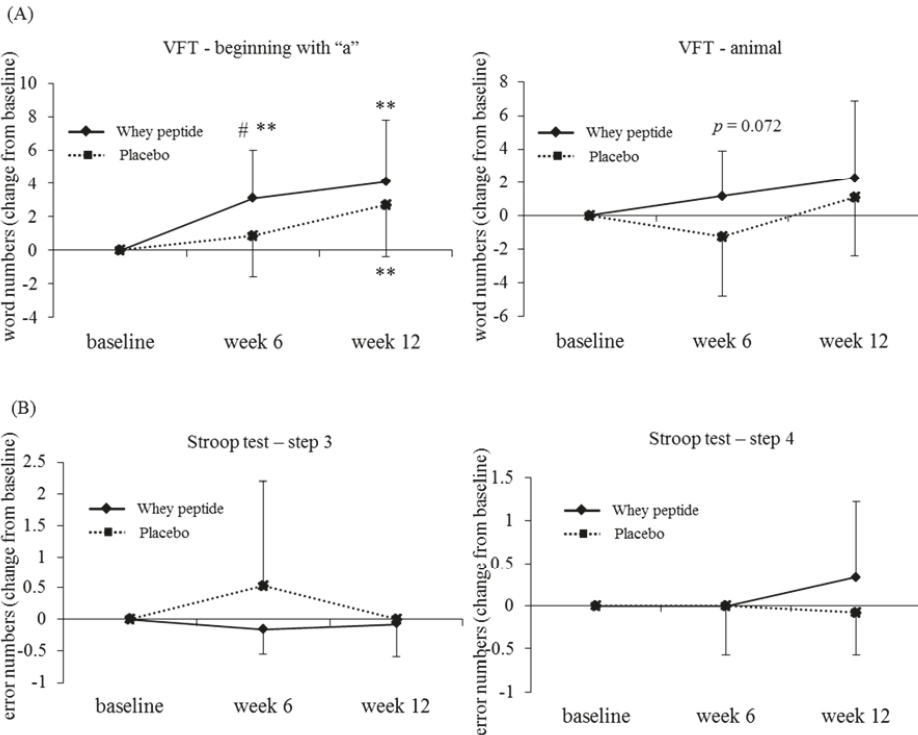 (A)
VFT - beginning with “a”
word numbers (change from baseline)
10
8
6
4
2
0
-2
-4
Whey peptide
Placebo
# **
**
**
baseline week 6 week 12
VFT - animal
word numbers (change from baseline)
8
6
4
2
0
-2
-4
-6
Whey peptide
Placebo
p = 0.072
baseline week 6 week 12
(B)
Stroop test – step 3
error numbers (change from baseline)
2.5
2
1.5
1
0.5
0
-0.5
-1
Whey peptide
Placebo
baseline week 6 week 12
Stroop test – step 4
error numbers (change from baseline)
1.5
1
0.5
0
-0.5
-1
Whey peptide
Placebo
baseline week 6 week 12